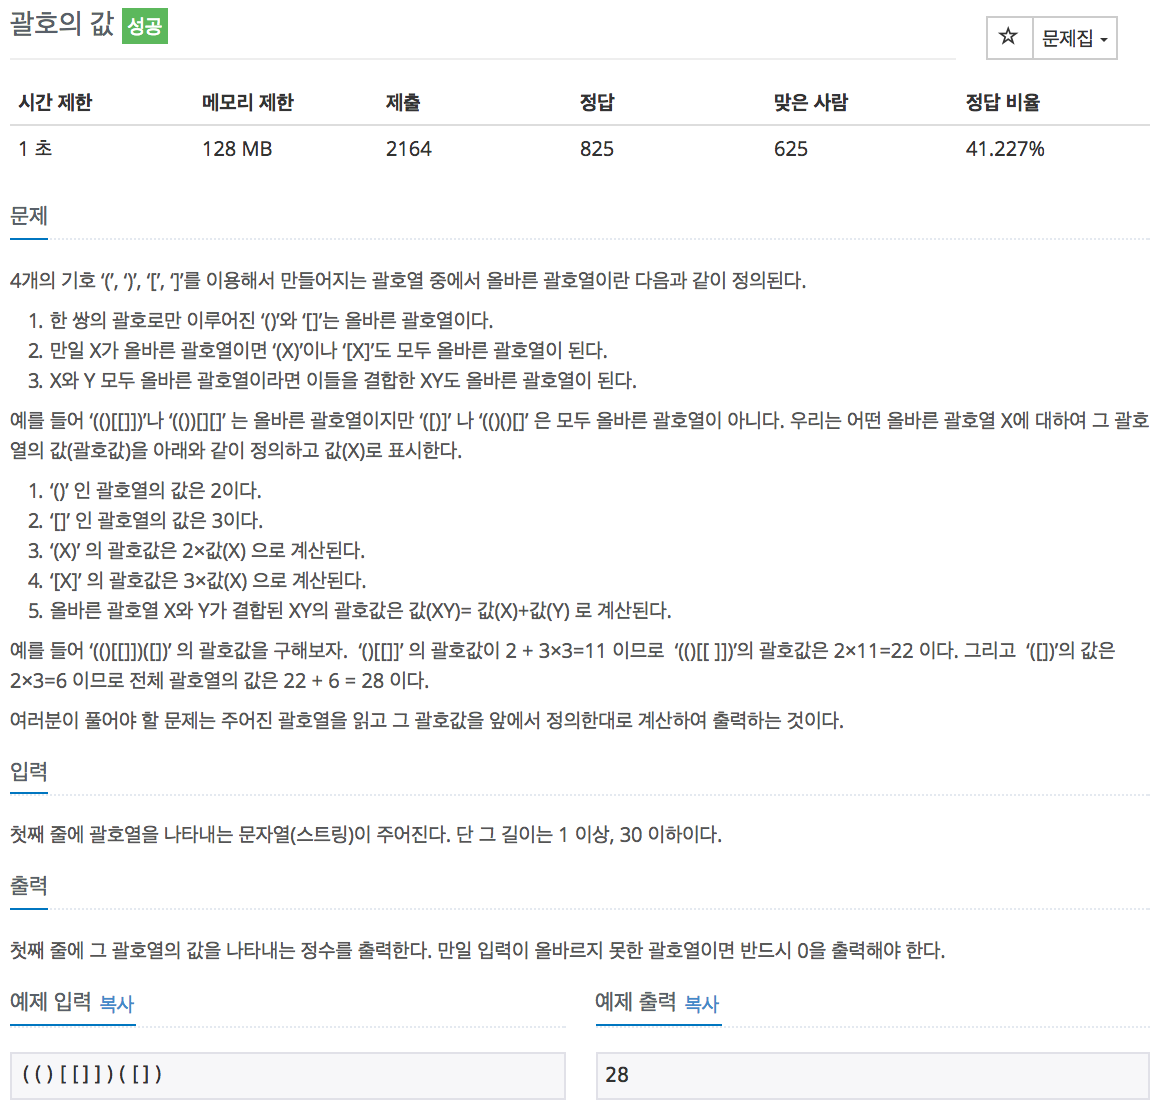 괄호의 값 성공
☆ 문제집
시간 제한 메모리 제한 제출 정답 맞은 사람 정답 비율
1 초 128 MB 2164 825 625 41.227%
문제
4개의 기호 ‘(’, ‘)’, ‘[’, ‘]’를 이용해서 만들어지는 괄호열 중에서 올바른 괄호열이란 다음과 같이 정의된다.
1. 한 쌍의 괄호로만 이루어진 ‘()’와 ‘[]’는 올바른 괄호열이다.
2. 만일 X가 올바른 괄호열이면 ‘(X)’이나 ‘[X]’도 모두 올바른 괄호열이 된다.
3. X와 Y 모두 올바른 괄호열이라면 이들을 결합한 XY도 올바른 괄호열이 된다.
예를 들어 ‘(()[[]])’나 ‘(())[][]’ 는 올바른 괄호열이지만 ‘([)]’ 나 ‘(()()[]’ 은 모두 올바른 괄호열이 아니다. 우리는 어떤 올바른 괄호열 X에 대하여 그 괄호
열의 값(괄호값)을 아래와 같이 정의하고 값(X)로 표시한다.
1. ‘()’ 인 괄호열의 값은 2이다.
2. ‘[]’ 인 괄호열의 값은 3이다.
3. ‘(X)’ 의 괄호값은 2×값(X) 으로 계산된다.
4. ‘[X]’ 의 괄호값은 3×값(X) 으로 계산된다.
5. 올바른 괄호열 X와 Y가 결합된 XY의 괄호값은 값(XY)= 값(X)+값(Y) 로 계산된다.
예를 들어 ‘(()[[]])([])’ 의 괄호값을 구해보자. ‘()[[]]’ 의 괄호값이 2 + 3×3=11 이므로 ‘(()[[ ]])’의 괄호값은 2×11=22 이다. 그리고 ‘([])’의 값은
2×3=6 이므로 전체 괄호열의 값은 22 + 6 = 28 이다.
여러분이 풀어야 할 문제는 주어진 괄호열을 읽고 그 괄호값을 앞에서 정의한대로 계산하여 출력하는 것이다.
입력
첫째 줄에 괄호열을 나타내는 문자열(스트링)이 주어진다. 단 그 길이는 1 이상, 30 이하이다.
출력
첫째 줄에 그 괄호열의 값을 나타내는 정수를 출력한다. 만일 입력이 올바르지 못한 괄호열이면 반드시 0을 출력해야 한다.
예제 입력 복사
(()[[]])([])
예제 출력 복사
28